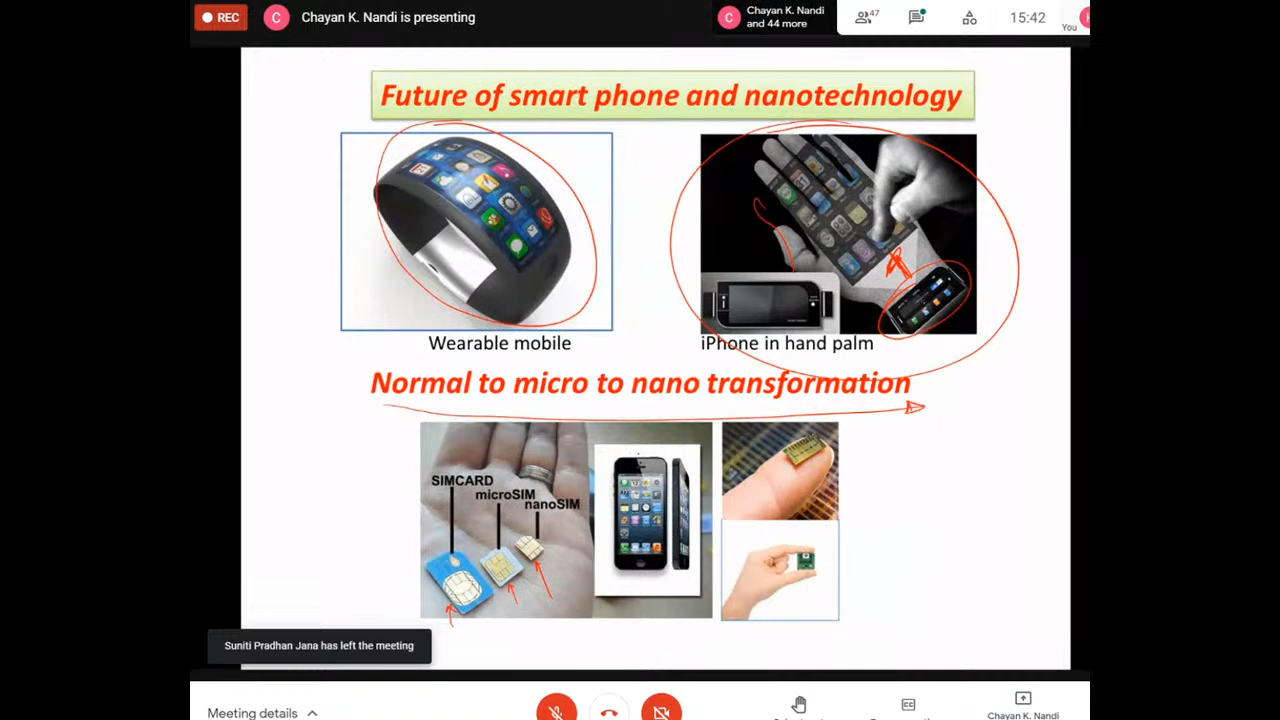 REC
C
Chayan K. Nandi is presenting
C
Chayan K. Nandi
and 44 more
47
15:42
You
Future of smart phone and nanotechnology
Wearable mobile
iPhone in hand palm
Normal to micro to nano transformation
SIMCARD
microSIM
nanoSIM
Suniti Pradhan Jana has left the meeting
Meeting details
CC
Chayan K. Nandi